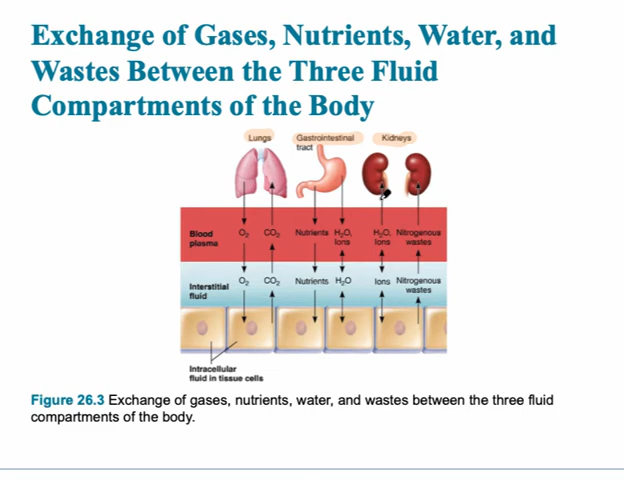 Exchange of Gases, Nutrients, Water, and
Wastes Between the Three Fluid
Compartments of the Body
Lungs
Gastrointestinal
tract
Kidneys
Blood
plasma
O₂
CO₂
Nutrients
H₂O,
Ions
H₂O,
Ions
Nitrogenous
wastes
Interstitial
fluid
O₂
CO₂
Nutrients
H₂O
Ions
Nitrogenous
wastes
Intracellular
fluid in tissue cells
Figure 26.3 Exchange of gases, nutrients, water, and wastes between the three fluid
compartments of the body.